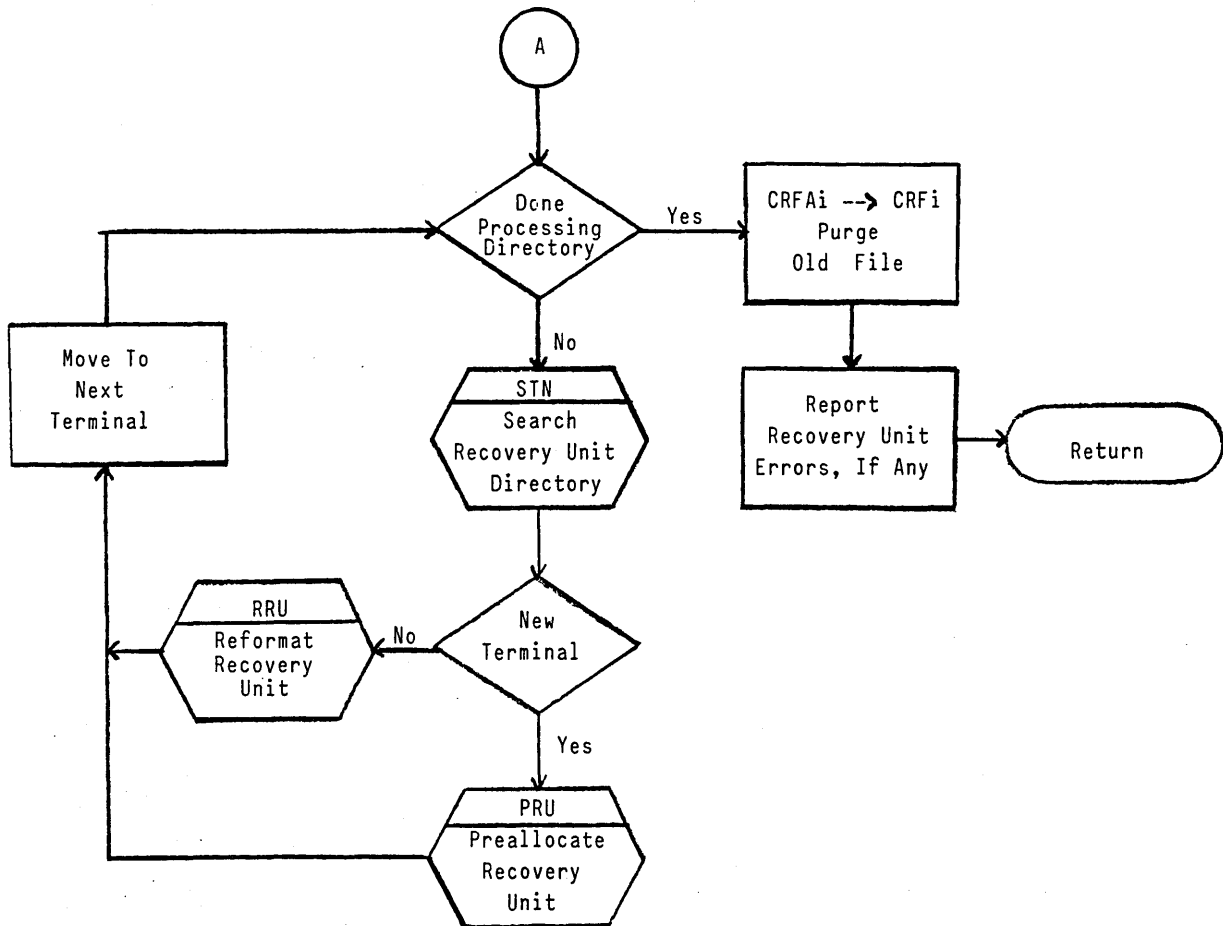 A
Done
Processing
Directory
Yes
CRFAi --> CRFi
Purge
Old File
No
Move To
Next
Terminal
STN
Search
Recovery Unit
Directory
Report
Recovery Unit
Errors, If Any
Return
RRU
Reformat
Recovery
Unit
No
New
Terminal
Yes
PRU
Preallocate
Recovery
Unit